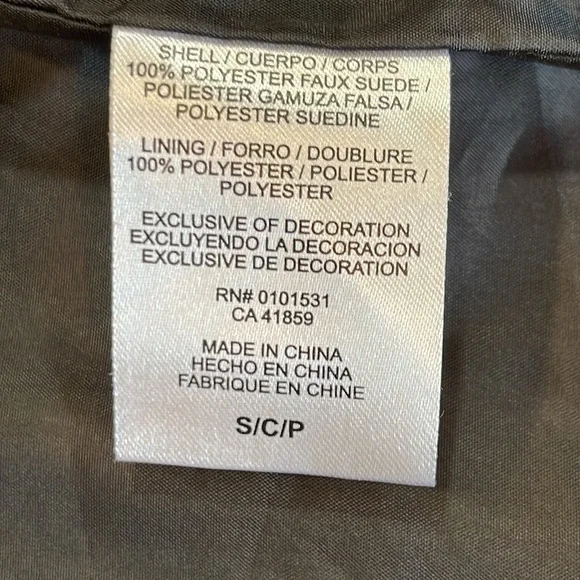 SHELL / CUERPO / CORPS
100% POLYESTER FAUX SUEDE /
POLIESTER GAMUZA FALSA /
POLYESTER SUEDINE
LINING / FORRO / DOUBLURE
100% POLYESTER / POLIESTER /
POLYESTER
EXCLUSIVE OF DECORATION
EXCLUYENDO LA DECORACION
EXCLUSIVE DE DECORATION
RN# 0101531
CA 41859
MADE IN CHINA
HECHO EN CHINA
FABRIQUE EN CHINE
S/C/P